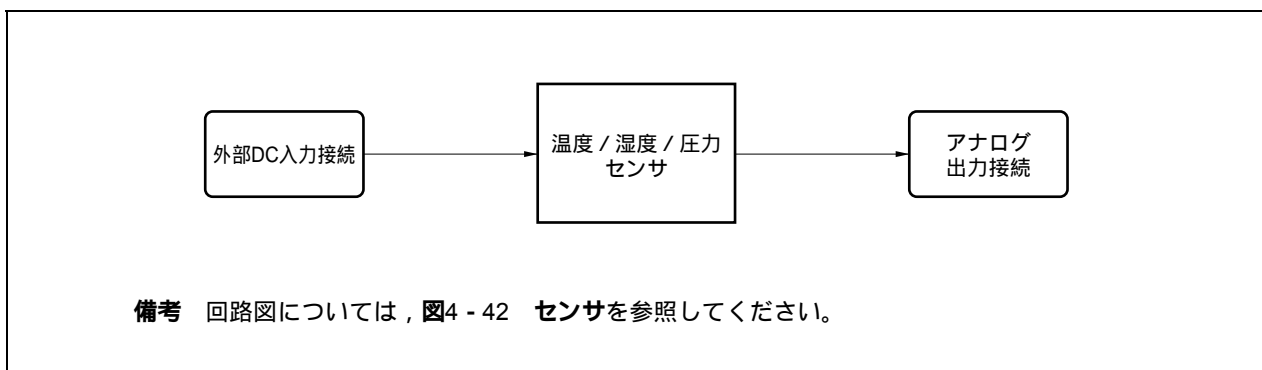 外部DC入力接続
温度 / 湿度 / 圧力
センサ
アナログ
出力接続
備考　回路図については , 図4 - 42　センサを参照してください。